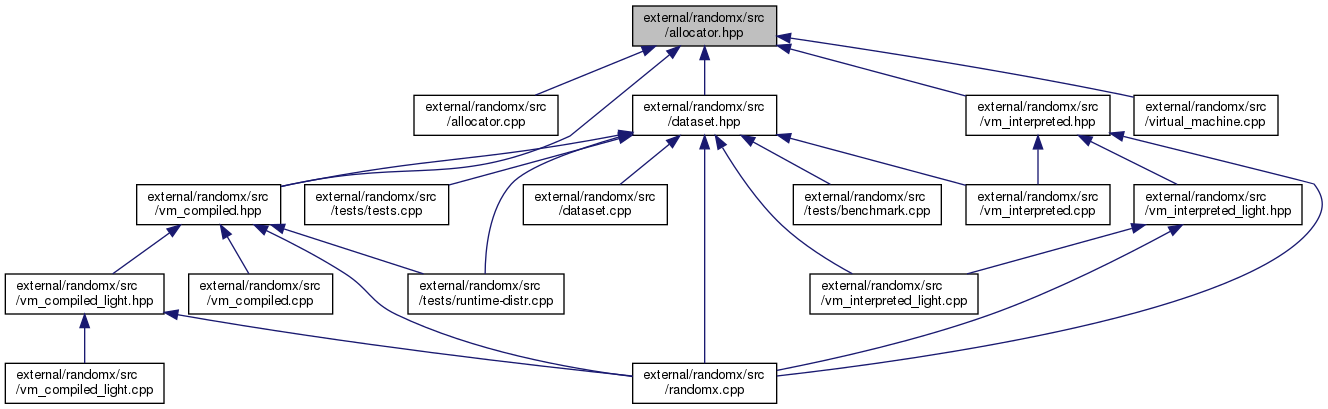 external/randomx/src
/allocator.hpp
external/randomx/src
/allocator.cpp
external/randomx/src
/dataset.hpp
external/randomx/src
/vm_interpreted.hpp
external/randomx/src
/virtual_machine.cpp
external/randomx/src
/vm_compiled.hpp
external/randomx/src
/tests/tests.cpp
external/randomx/src
/dataset.cpp
external/randomx/src
/tests/benchmark.cpp
external/randomx/src
/vm_interpreted.cpp
external/randomx/src
/vm_interpreted_light.hpp
external/randomx/src
/vm_compiled_light.hpp
external/randomx/src
/vm_compiled.cpp
external/randomx/src
/tests/runtime-distr.cpp
external/randomx/src
/vm_interpreted_light.cpp
external/randomx/src
/vm_compiled_light.cpp
external/randomx/src
/randomx.cpp